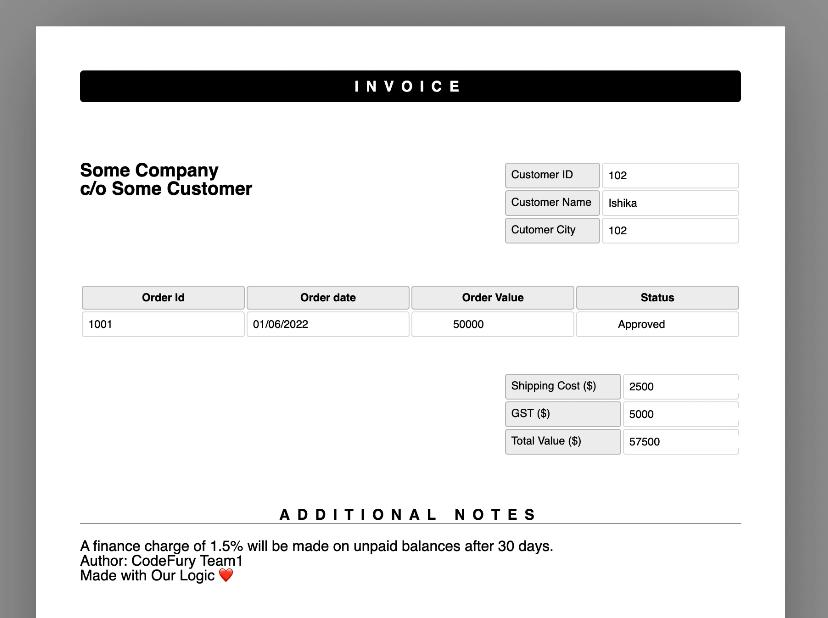 INVOICE
Some Company
c/o Some Customer
Customer ID 102
Customer Name Ishika
Cutomer City 102
Order Id Order date Order Value Status
1001 01/06/2022 50000 Approved
Shipping Cost ($) 2500
GST ($) 5000
Total Value ($) 57500
ADDITIONAL NOTES
A finance charge of 1.5% will be made on unpaid balances after 30 days.
Author: CodeFury Team1
Made with Our Logic ❤️